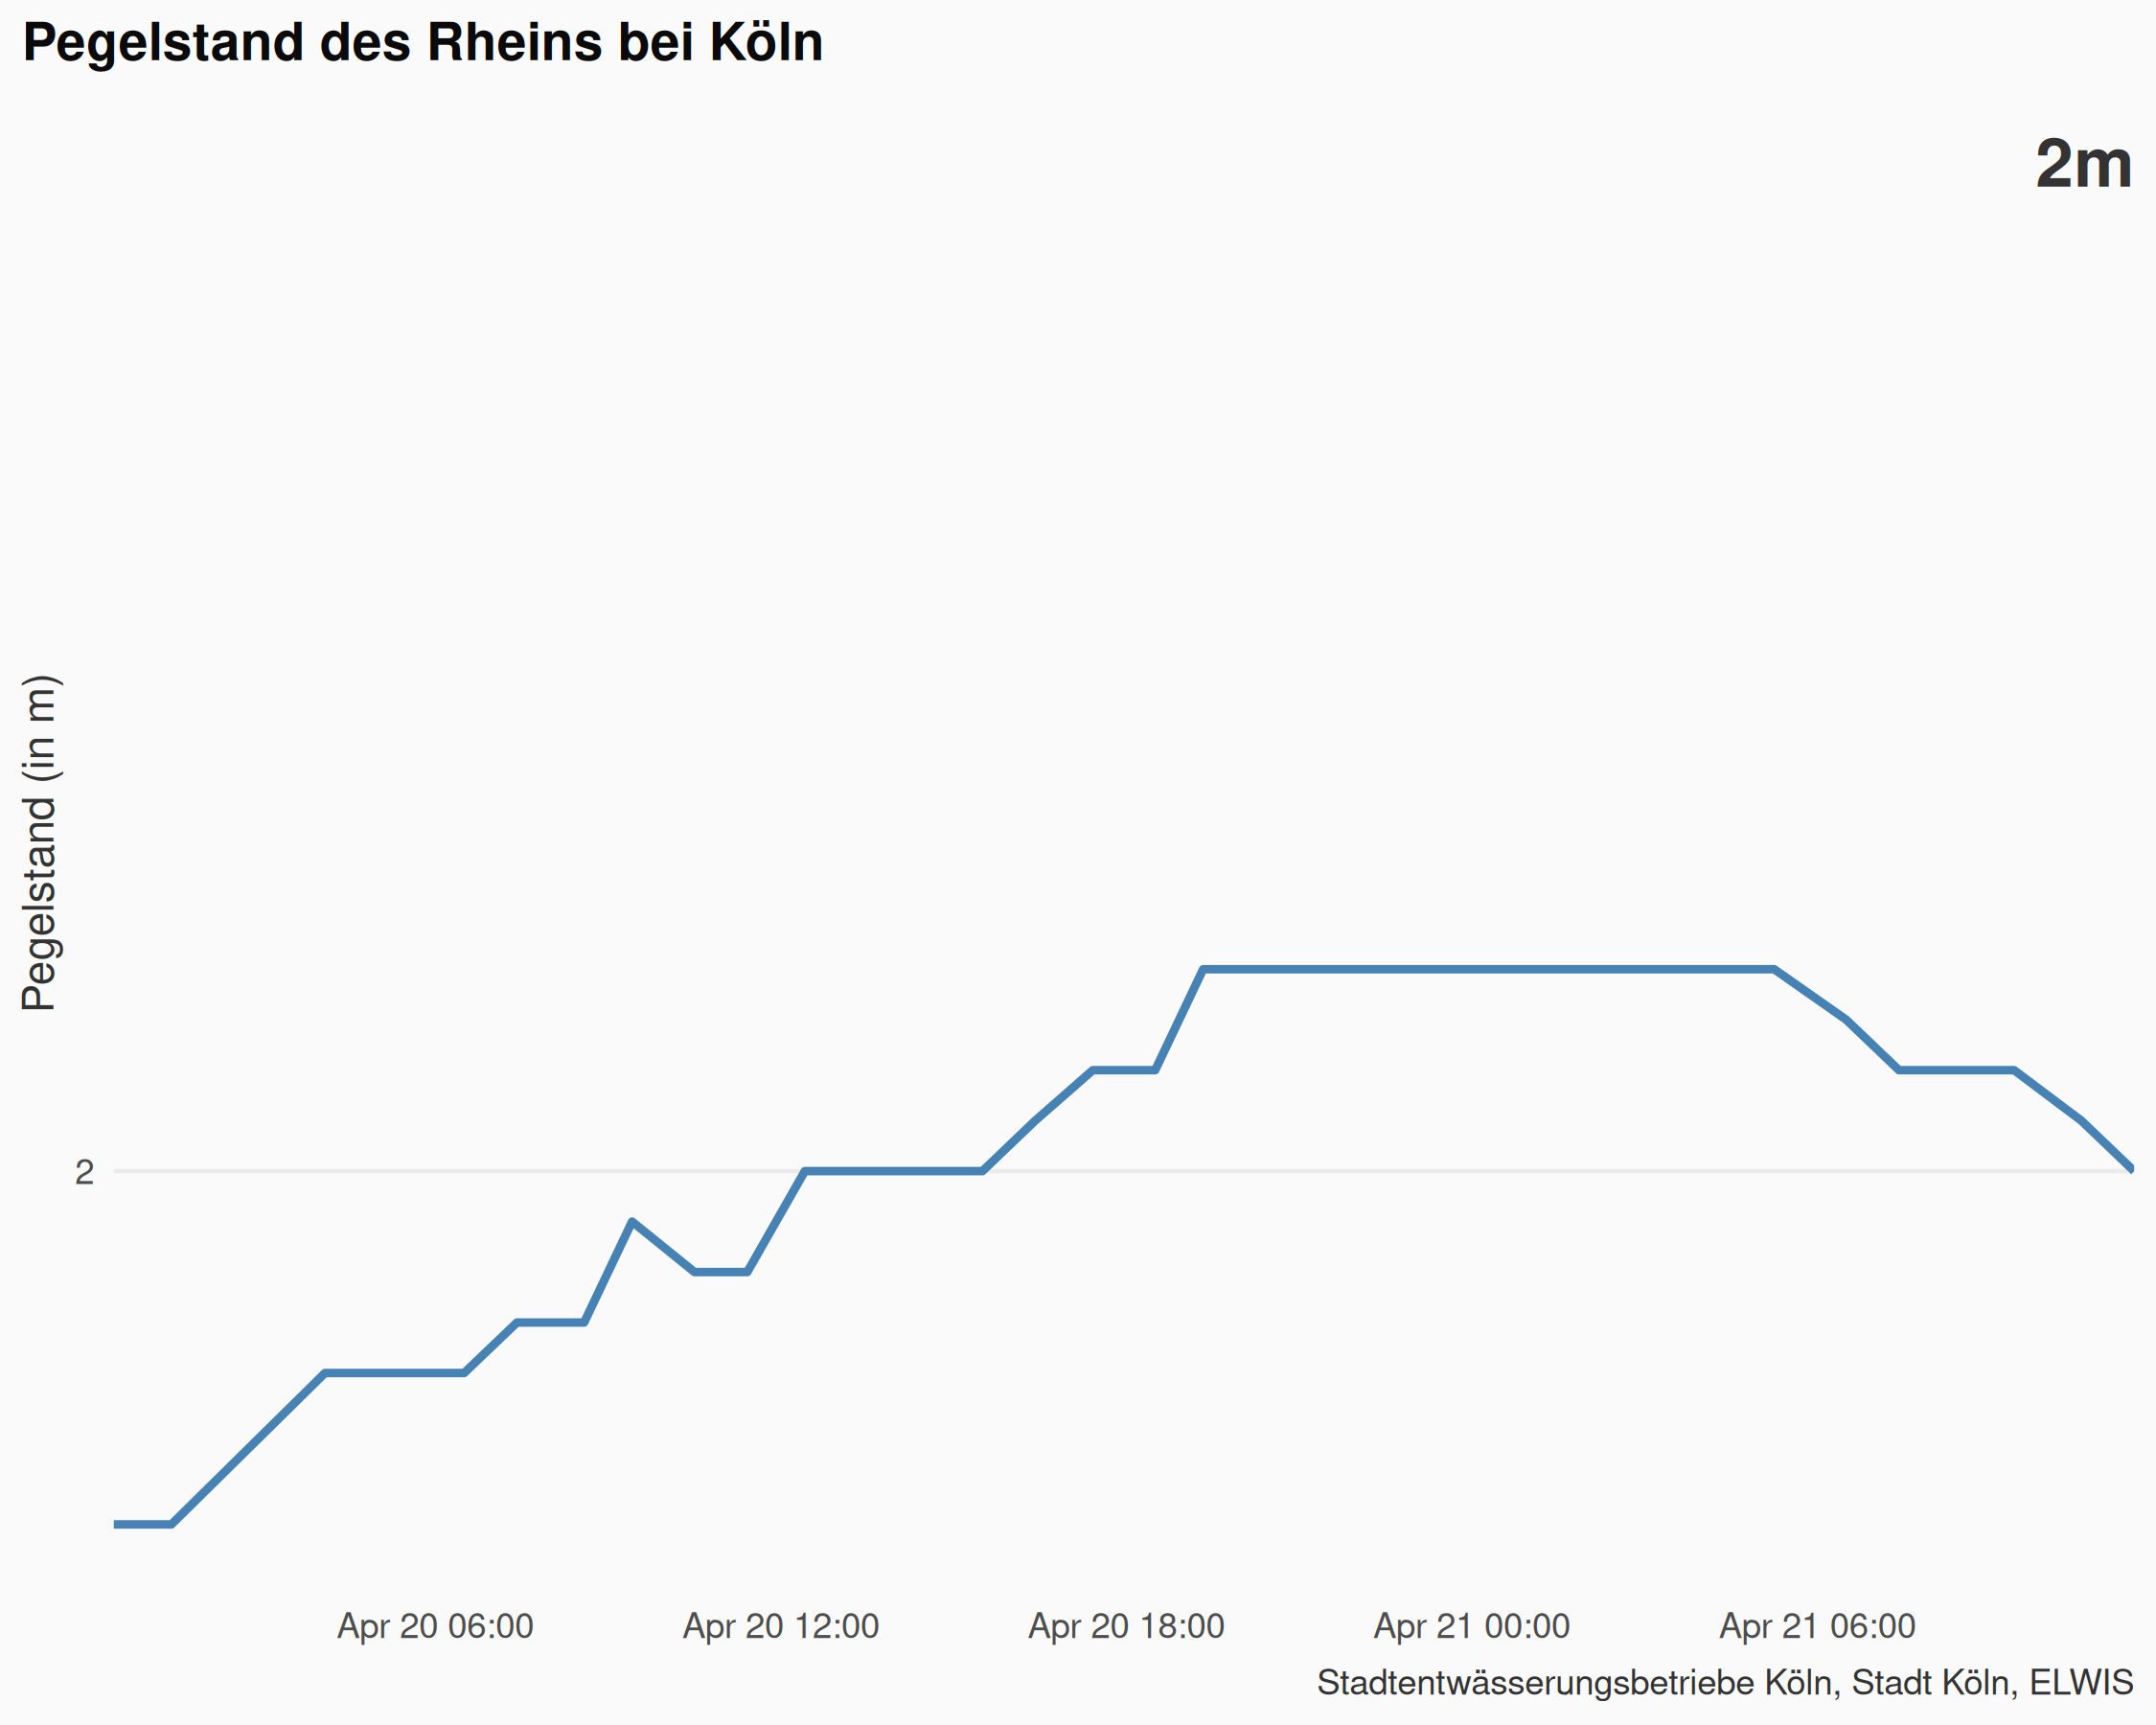 Pegelstand des Rheins bei Köln
2m
Pegelstand (in m)
2
Apr 20 06:00 Apr 20 12:00 Apr 20 18:00 Apr 21 00:00 Apr 21 06:00
Stadtentwässerungsbetriebe Köln, Stadt Köln, ELWIS